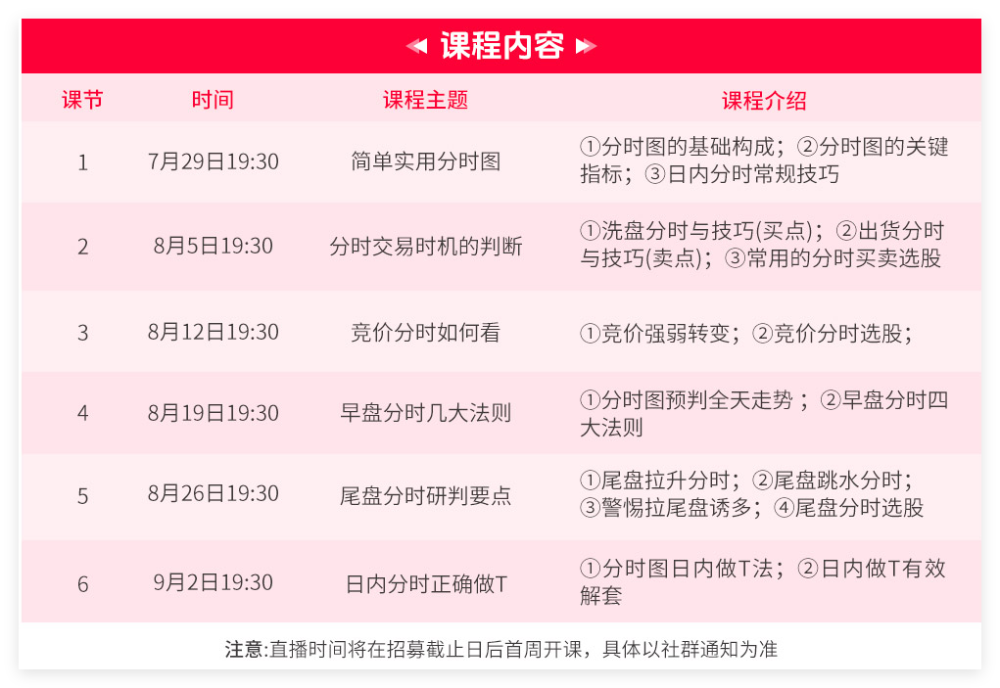 课程内容
课节 时间 课程主题 课程介绍
1 7月29日19:30 简单实用分时图 ①分时图的基础构成；②分时图的关键
指标；③日内分时常规技巧
2 8月5日19:30 分时交易时机的判断 ①洗盘分时与技巧(买点)；②出货分时
与技巧(卖点)；③常用的分时买卖选股
3 8月12日19:30 竞价分时如何看 ①竞价强弱转变；②竞价分时选股；
4 8月19日19:30 早盘分时几大法则 ①分时图预判全天走势 ；②早盘分时四
大法则
5 8月26日19:30 尾盘分时研判要点 ①尾盘拉升分时；②尾盘跳水分时；
③警惕拉尾盘诱多；④尾盘分时选股
6 9月2日19:30 日内分时正确做T ①分时图日内做T法；②日内做T有效
解套
注意:直播时间将在招募截止日后首周开课，具体以社群通知为准